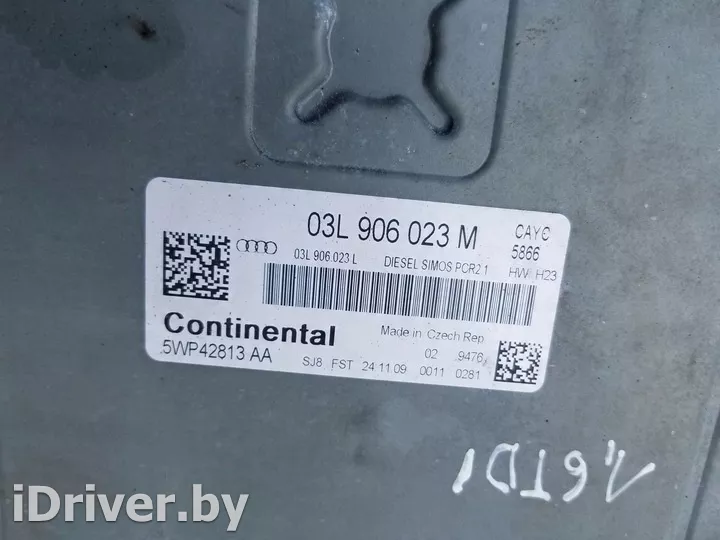 03L 906 023 M
CAYC
5866
HW H23
03L 906 023 L
DIESEL SIMOS PCR2 1
Continental
5WP42813 AA
Made in Czech Rep
02 9476
SJ8 FST 24 11 09 0011 0281
1,6TDI
iDriver.by